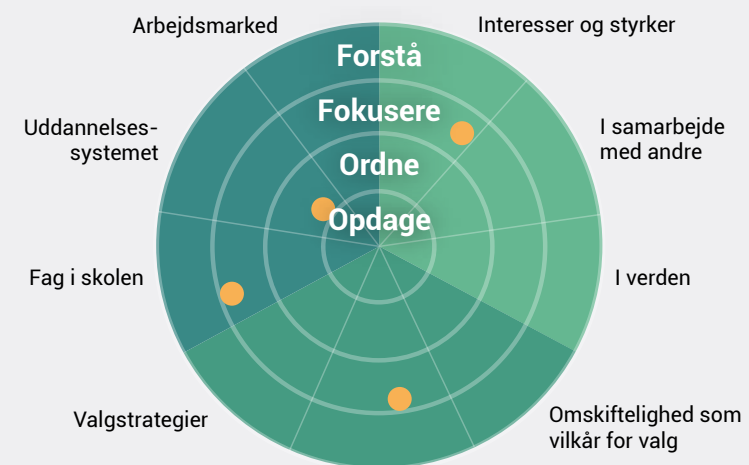 Arbejdsmarked
Interesser og styrker
Forstå
Fokusere
Uddannelses-
systemet
I samarbejde
med andre
Ordne
Opdage
Fag i skolen
I verden
Valgstrategier
Omskiftelighed som
vilkår for valg